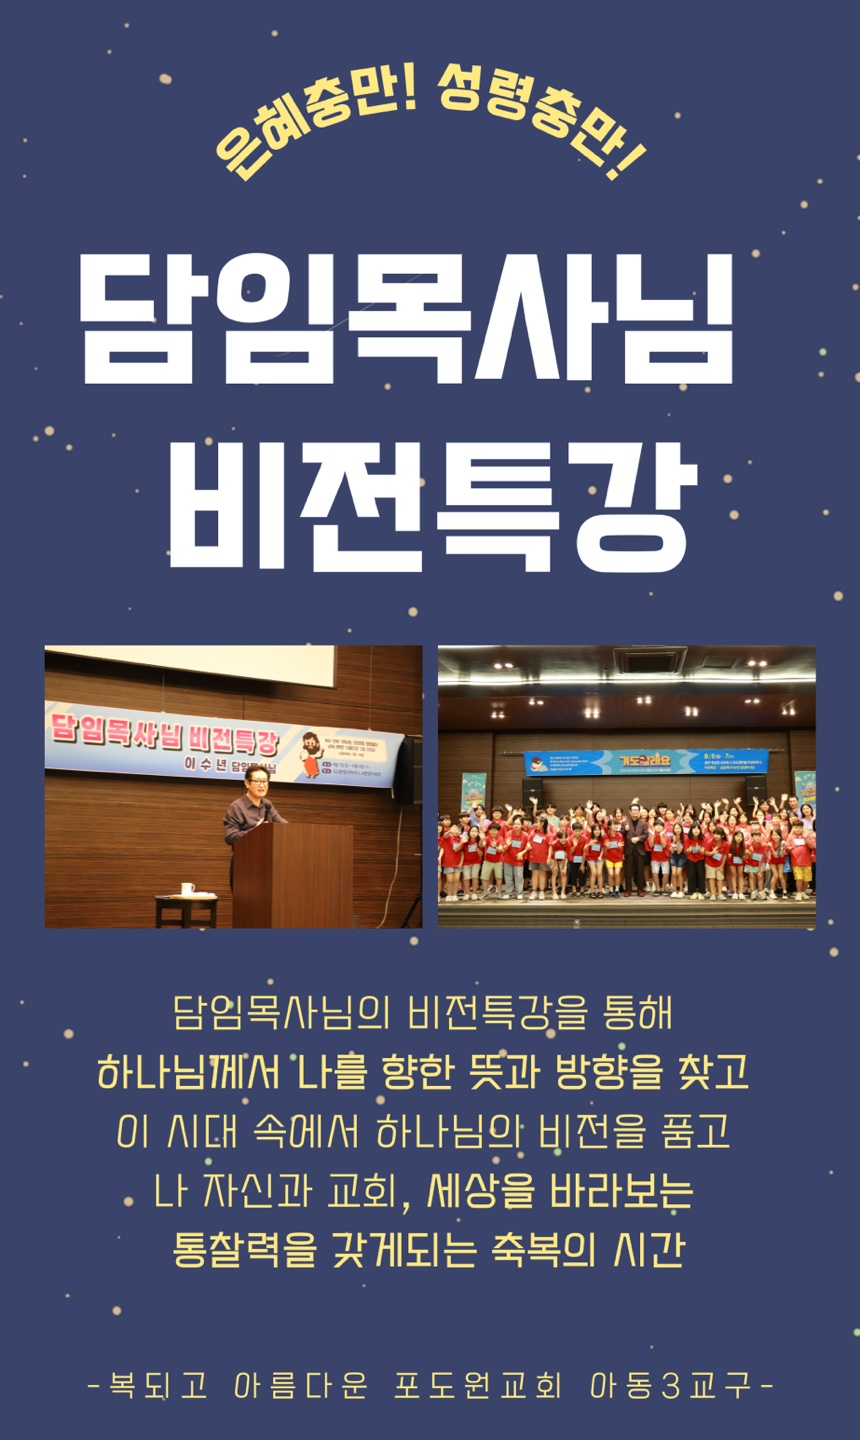 은혜충만! 성령충만!
담임목사님
비전특강
담임목사님 비전특강
이 수 년 담임목사님
기도할래요
담임목사님의 비전특강을 통해
하나님께서 나를 향한 뜻과 방향을 찾고
이 시대 속에서 하나님의 비전을 품고
나 자신과 교회, 세상을 바라보는
통찰력을 갖게되는 축복의 시간
-복되고 아름다운 포도원교회 아동3교구-